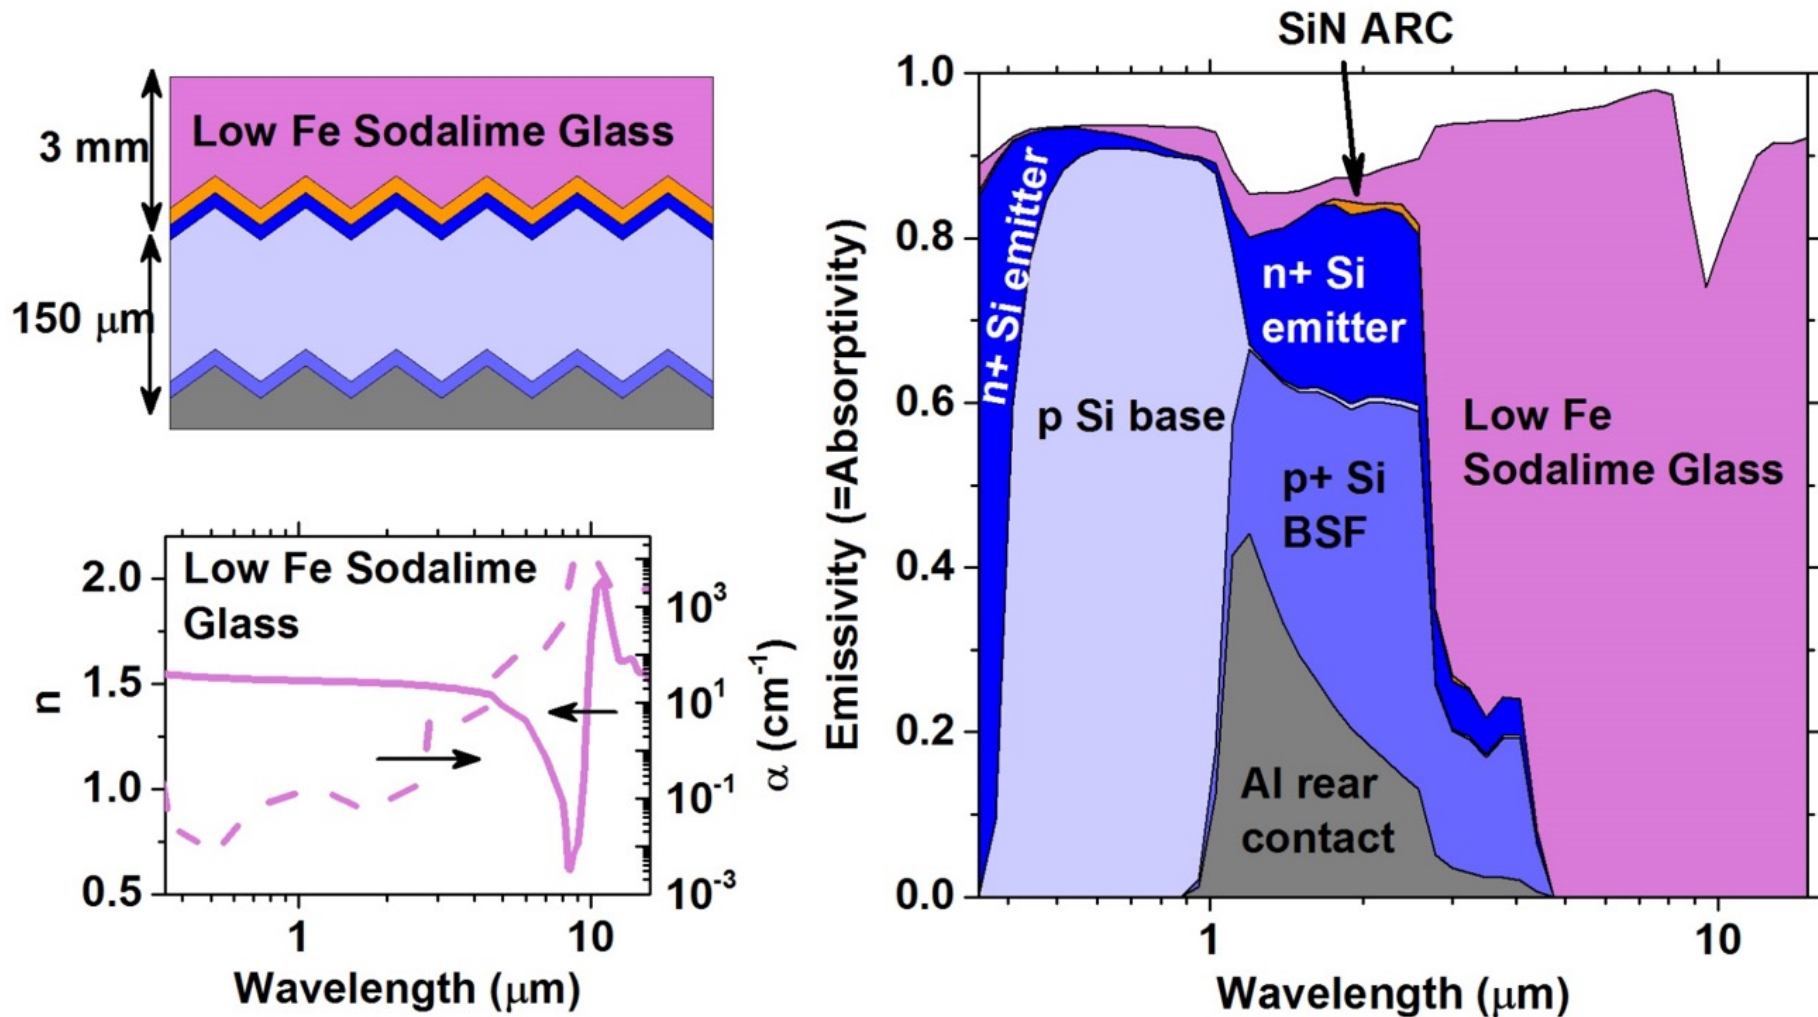 Low Fe Sodalime Glass
3 mm
150 μm
Low Fe Sodalime
Glass
2.0
1.5
1.0
0.5
n
10³
10¹
10⁻¹
10⁻³
α (cm⁻¹)
1
10
Wavelength (μm)
SiN ARC
1.0
0.8
0.6
0.4
0.2
0.0
Emissivity (=Absorptivity)
n+ Si emitter
n+ Si
emitter
p Si base
p+ Si
BSF
Low Fe
Sodalime Glass
Al rear
contact
1
10
Wavelength (μm)